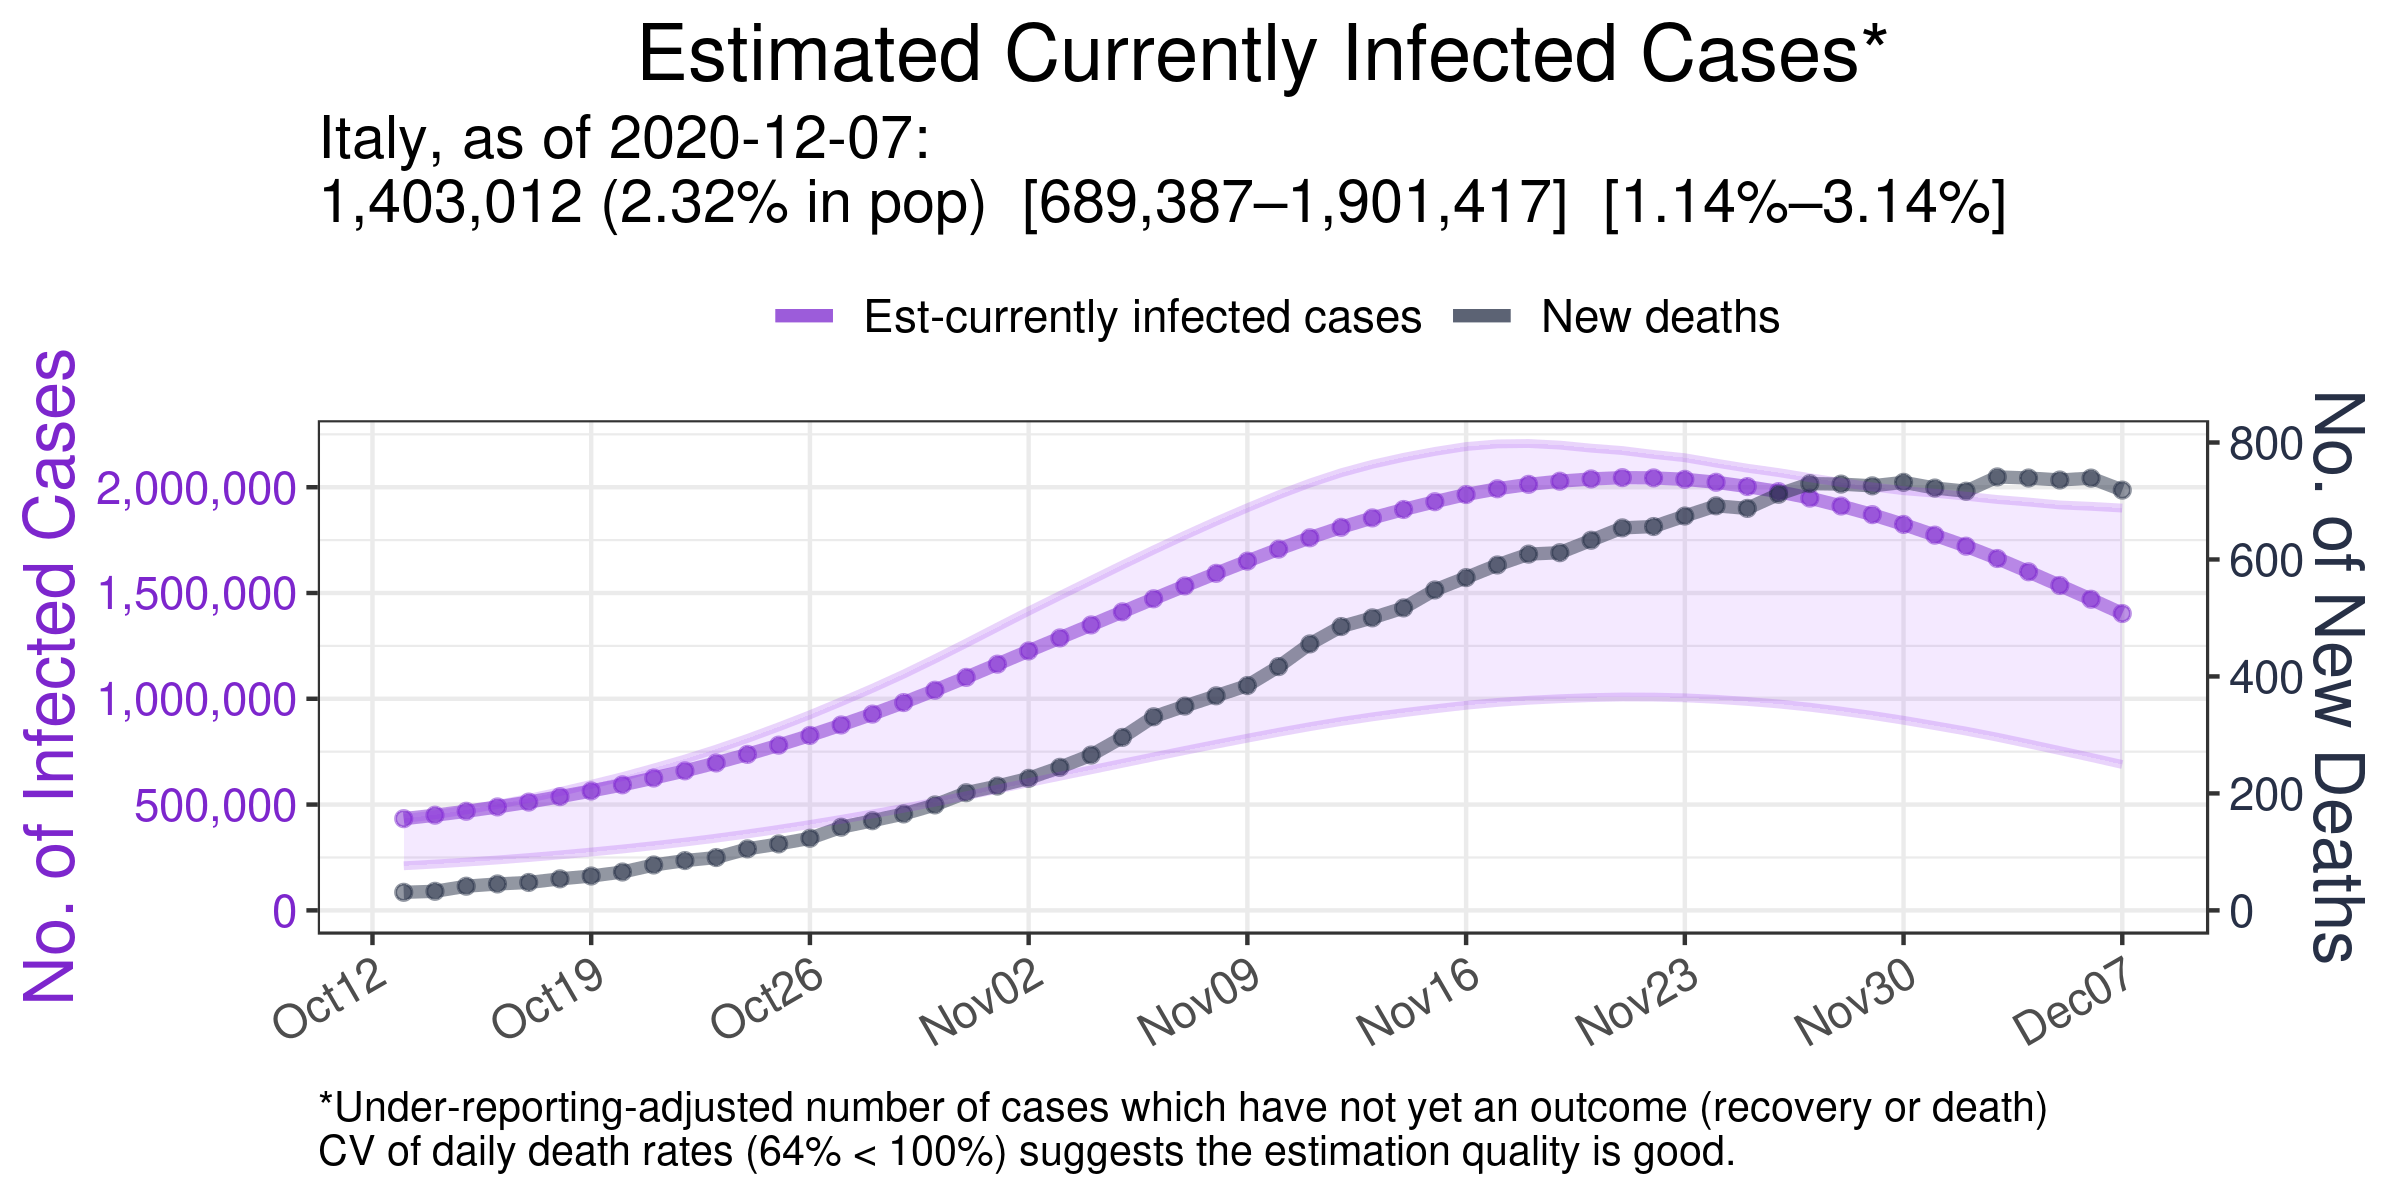 Estimated Currently Infected Cases*
Italy, as of 2020-12-07:
1,403,012 (2.32% in pop) [689,387–1,901,417] [1.14%–3.14%]
Est-currently infected cases
New deaths
No. of Infected Cases
2,000,000
1,500,000
1,000,000
500,000
0
800
600
400
200
0
No. of New Deaths
Oct12
Oct19
Oct26
Nov02
Nov09
Nov16
Nov23
Nov30
Dec07
*Under-reporting-adjusted number of cases which have not yet an outcome (recovery or death)
CV of daily death rates (64% < 100%) suggests the estimation quality is good.